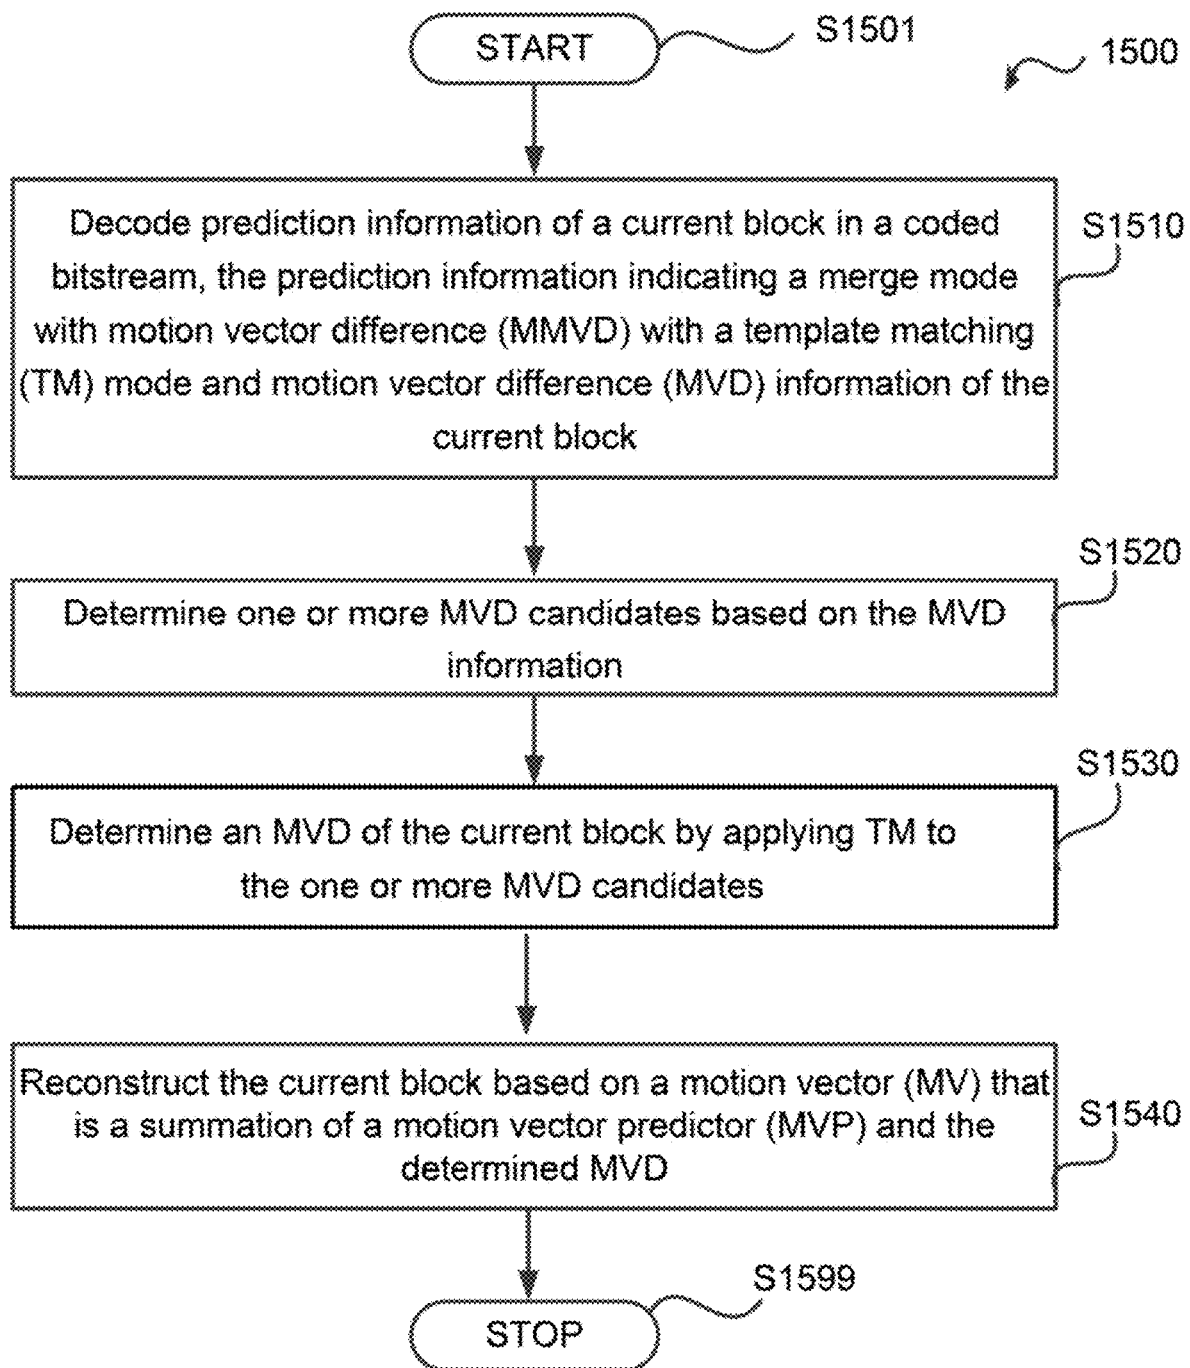 START
S1501
1500
Decode prediction information of a current block in a coded
bitstream, the prediction information indicating a merge mode
with motion vector difference (MMVD) with a template matching
(TM) mode and motion vector difference (MVD) information of the
current block
S1510
Determine one or more MVD candidates based on the MVD
information
S1520
Determine an MVD of the current block by applying TM to
the one or more MVD candidates
S1530
Reconstruct the current block based on a motion vector (MV) that
is a summation of a motion vector predictor (MVP) and the
determined MVD
S1540
STOP
S1599